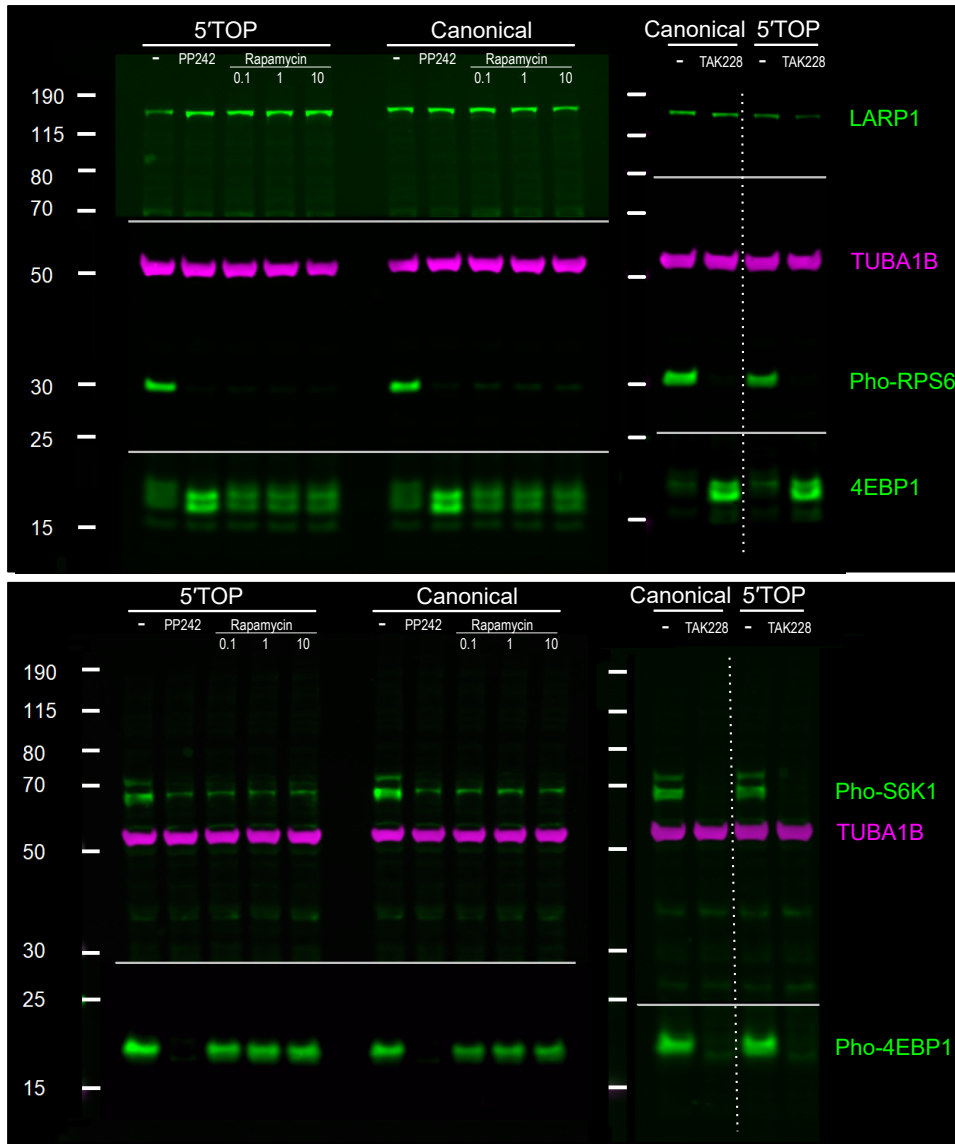 5'TOP Canonical Canonical 5'TOP
- PP242 Rapamycin - PP242 Rapamycin - TAK228 - TAK228
0.1 1 10 0.1 1 10
190
LARP1
115
80
70
TUBA1B
50
30
Pho-RPS6
25
4EBP1
15
5'TOP Canonical Canonical 5'TOP
- PP242 Rapamycin - PP242 Rapamycin - TAK228 - TAK228
0.1 1 10 0.1 1 10
190
115
80
70
Pho-S6K1
TUBA1B
50
30
25
Pho-4EBP1
15